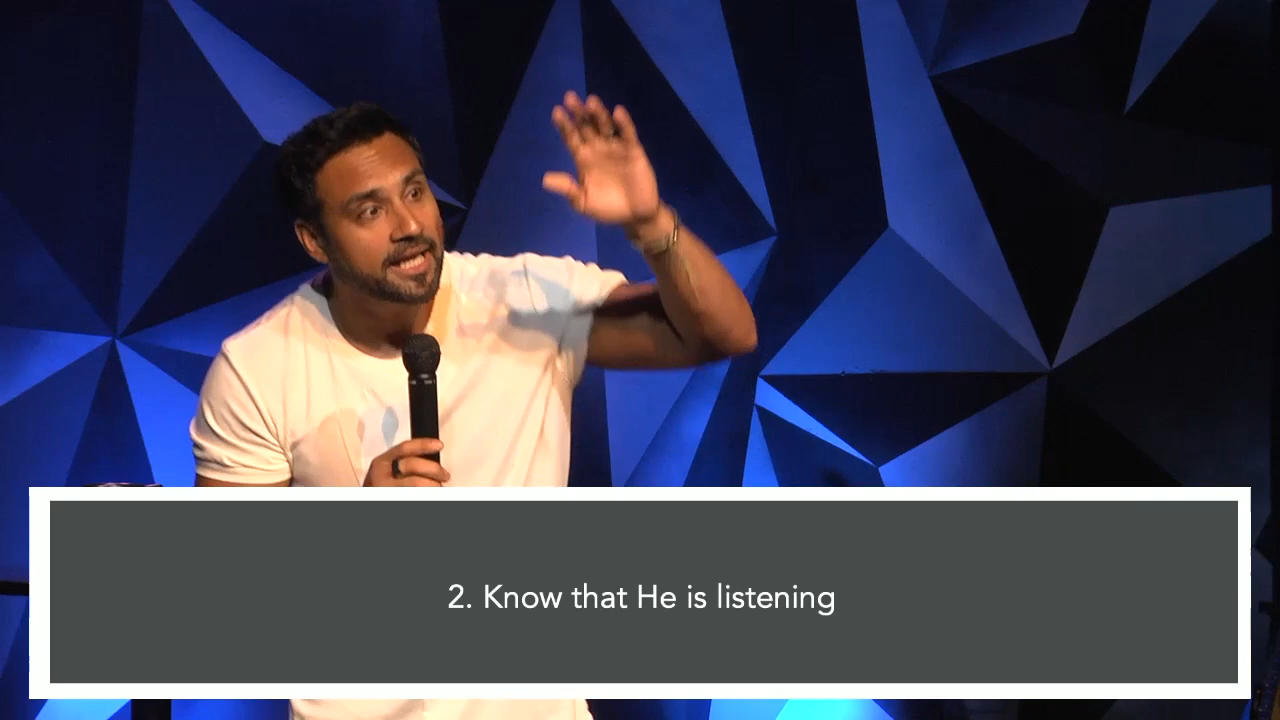 2. Know that He is listening